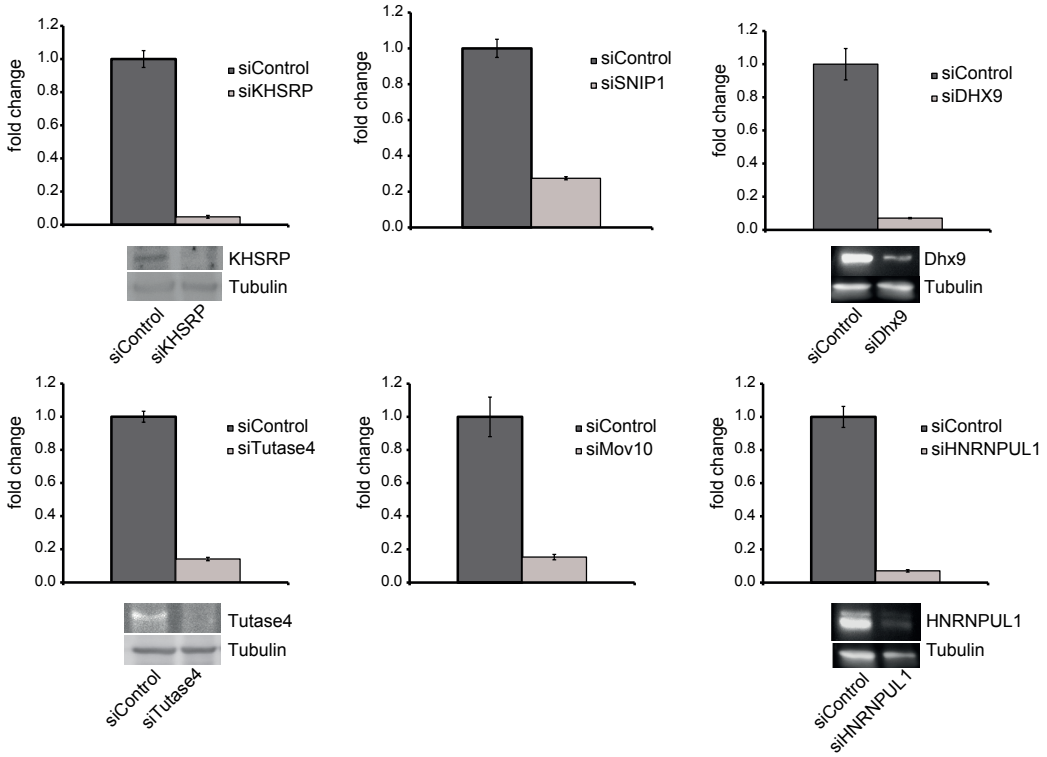 1.2
1.0
0.8
0.6
0.4
0.2
0.0
fold change
siControl
siKHSRP
KHSRP
Tubulin
siControl
siKHSRP
1.2
1.0
0.8
0.6
0.4
0.2
0.0
fold change
siControl
siSNIP1
1.2
1.0
0.8
0.6
0.4
0.2
0.0
fold change
siControl
siDHX9
Dhx9
Tubulin
siControl
siDhx9
1.2
1.0
0.8
0.6
0.4
0.2
0.0
fold change
siControl
siTutase4
Tutase4
Tubulin
siControl
siTutase4
1.2
1.0
0.8
0.6
0.4
0.2
0.0
fold change
siControl
siMov10
1.2
1.0
0.8
0.6
0.4
0.2
0.0
fold change
siControl
siHNRNPUL1
HNRNPUL1
Tubulin
siControl
siHNRNPUL1